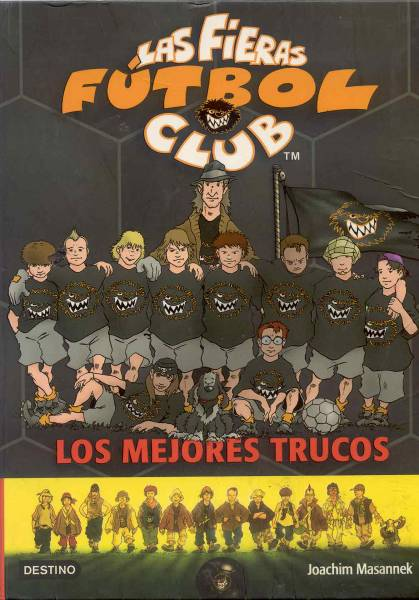 LAS FIERAS
FÚTBOL
CLUB
TM
LOS MEJORES TRUCOS
DESTINO
Joachim Masannek